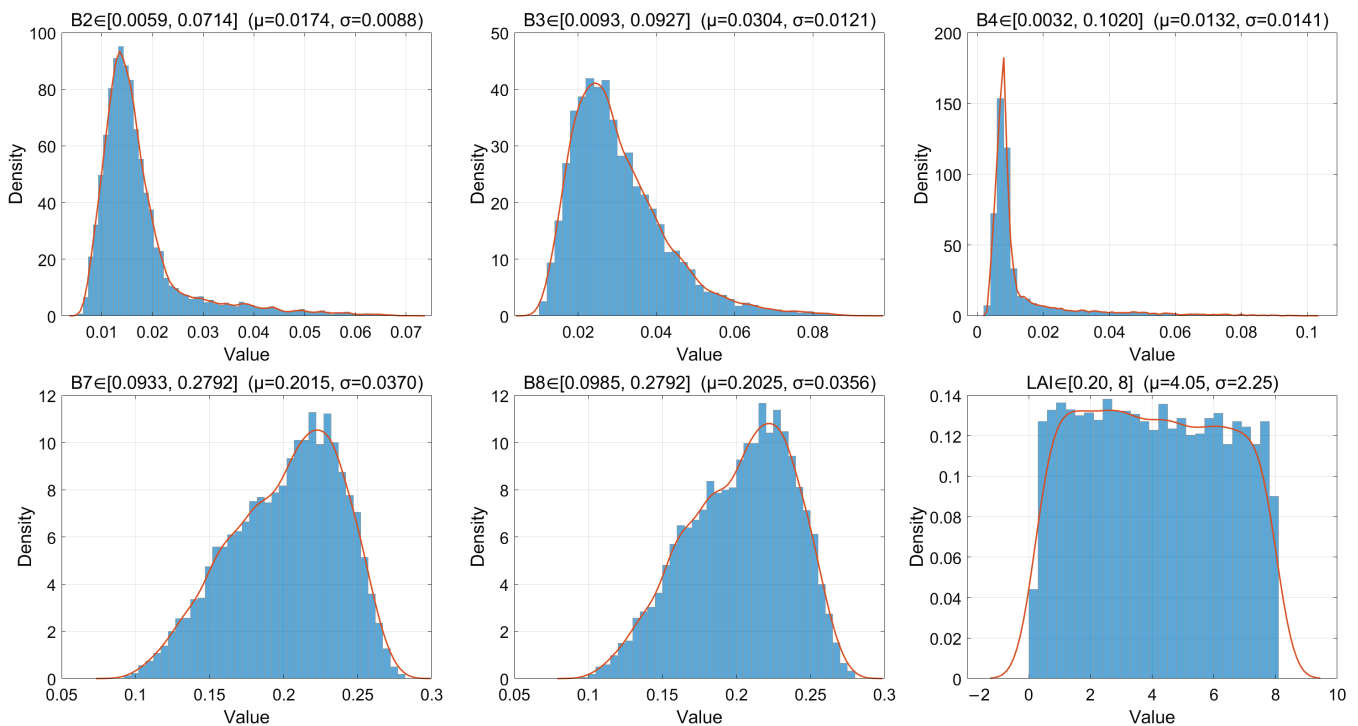 B2∈[0.0059, 0.0714] (μ=0.0174, σ=0.0088)
100
80
60
40
20
0
Density
0.01 0.02 0.03 0.04 0.05 0.06 0.07
Value
B3∈[0.0093, 0.0927] (μ=0.0304, σ=0.0121)
50
40
30
20
10
0
Density
0.02 0.04 0.06 0.08
Value
B4∈[0.0032, 0.1020] (μ=0.0132, σ=0.0141)
200
150
100
50
0
Density
0 0.02 0.04 0.06 0.08 0.1
Value
B7∈[0.0933, 0.2792] (μ=0.2015, σ=0.0370)
12
10
8
6
4
2
0
Density
0.05 0.1 0.15 0.2 0.25 0.3
Value
B8∈[0.0985, 0.2792] (μ=0.2025, σ=0.0356)
12
10
8
6
4
2
0
Density
0.05 0.1 0.15 0.2 0.25 0.3
Value
LAI∈[0.20, 8] (μ=4.05, σ=2.25)
0.14
0.12
0.1
0.08
0.06
0.04
0.02
0
Density
−2 0 2 4 6 8 10
Value